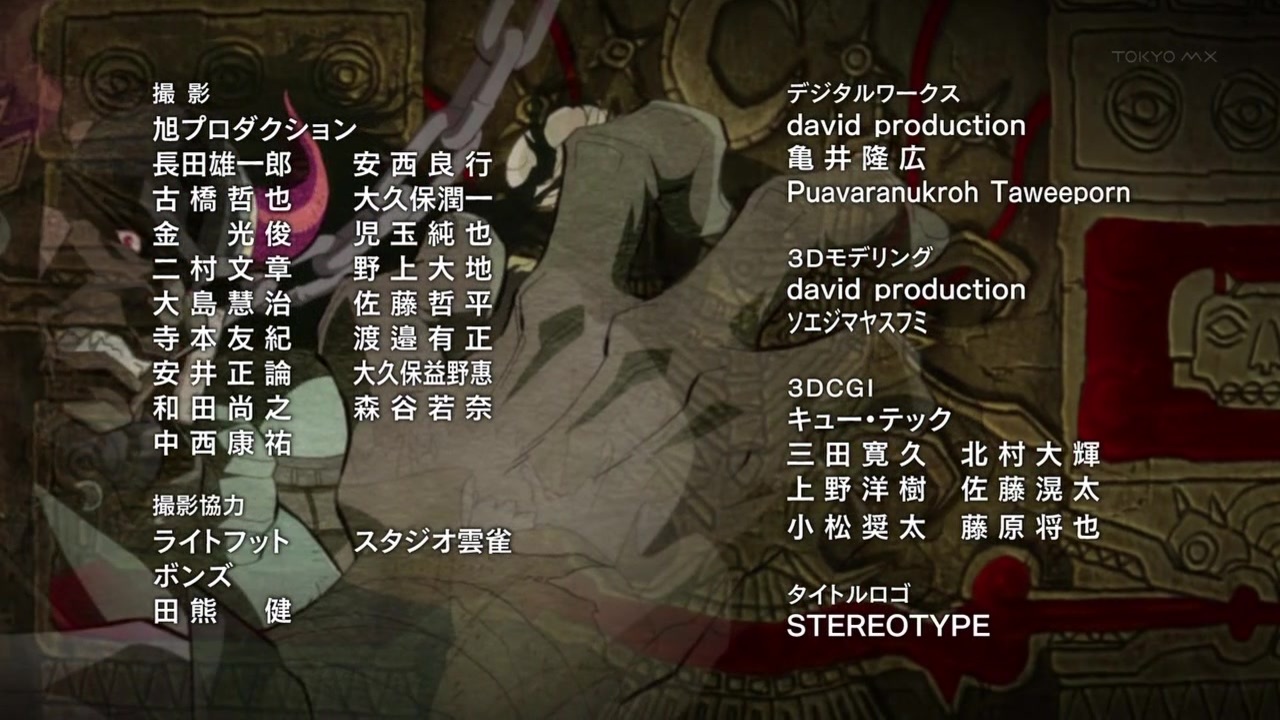 TOKYO MX
撮影
旭プロダクション
長田雄一郎 安西良行
古橋哲也 大久保潤一
金光俊 児玉純也
二村文章 野上大地
大島慧治 佐藤哲平
寺本友紀 渡邉有正
安井正論 大久保益野惠
和田尚之 森谷若奈
中西康祐
撮影協力
ライトフット スタジオ雲雀
ボンズ
田熊健
デジタルワークス
david production
亀井隆広
Puavaranukroh Taweeporn
3Dモデリング
david production
ソエジマヤスフミ
3DCGI
キュー・テック
三田寛久 北村大輝
上野洋樹 佐藤滉太
小松奨太 藤原将也
タイトルロゴ
STEREOTYPE